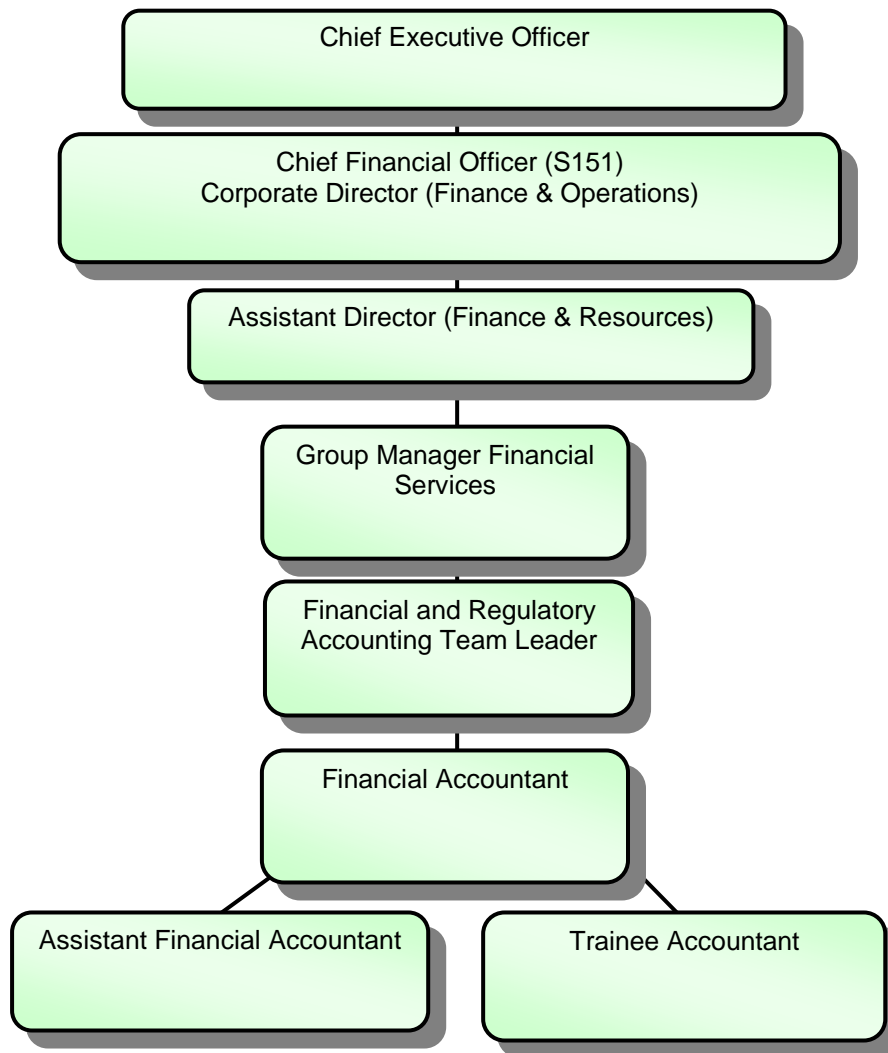 Chief Executive Officer
Chief Financial Officer (S151)
Corporate Director (Finance & Operations)
Assistant Director (Finance & Resources)
Group Manager Financial
Services
Financial and Regulatory
Accounting Team Leader
Financial Accountant
Assistant Financial Accountant
Trainee Accountant